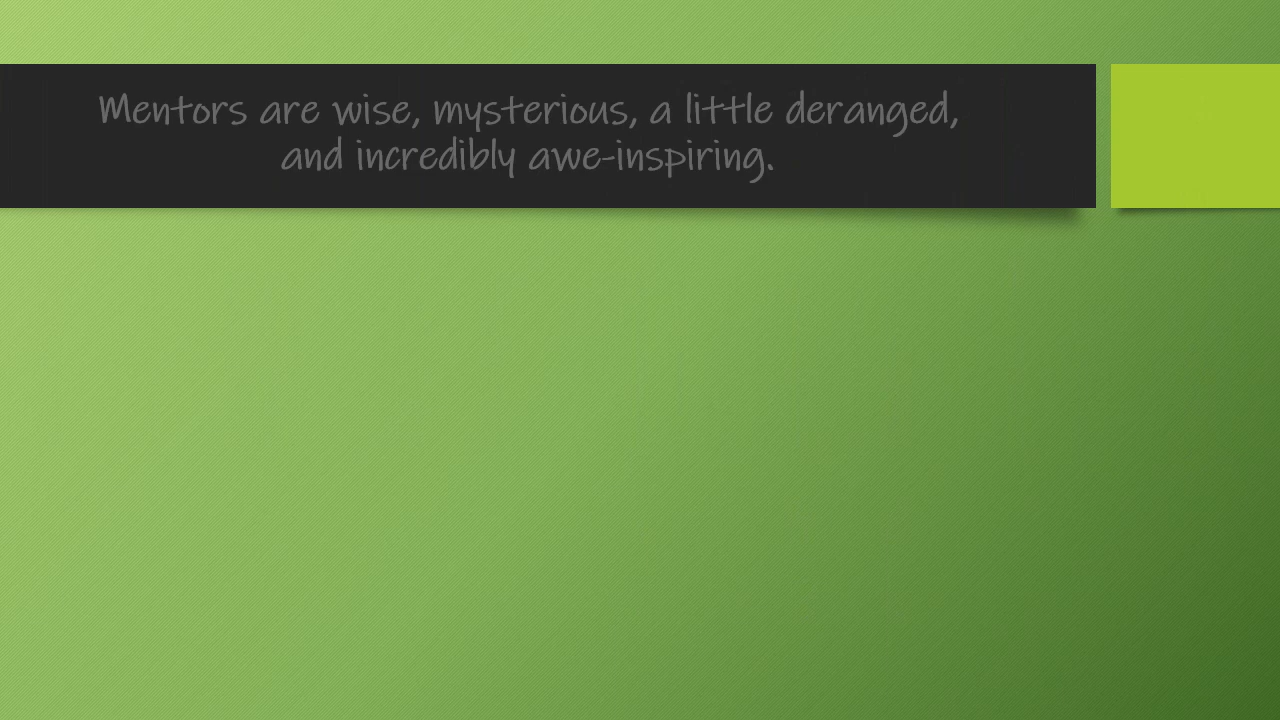 Mentors are wise, mysterious, a little deranged,
and incredibly awe-inspiring.